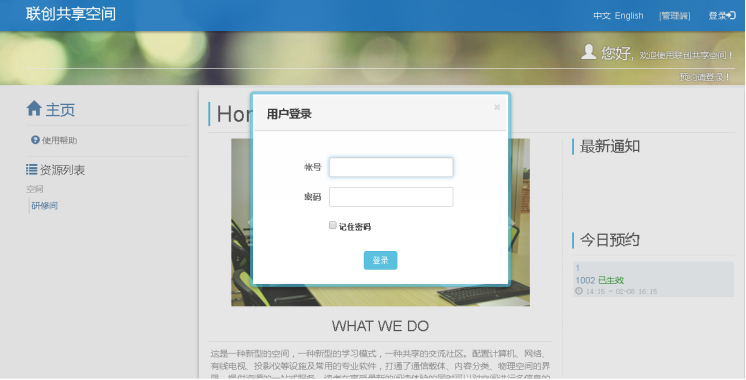 联创共享空间
中文 English [管理端] 登录
您好, 欢迎使用联创共享空间!
预约请登录!
主页
使用帮助
资源列表
空间
研修间
Hom
用户登录
×
帐号
密码
记住密码
登录
WHAT WE DO
这是一种新型的空间,一种新型的学习模式,一种共享的交流社区。配置计算机、网络、
有线电视、投影仪等设施及常用的专业软件,打通了通信载体、内容分类、物理空间的界
最新通知
今日预约
1
1002 已生效
14:15 - 02-08 16:15